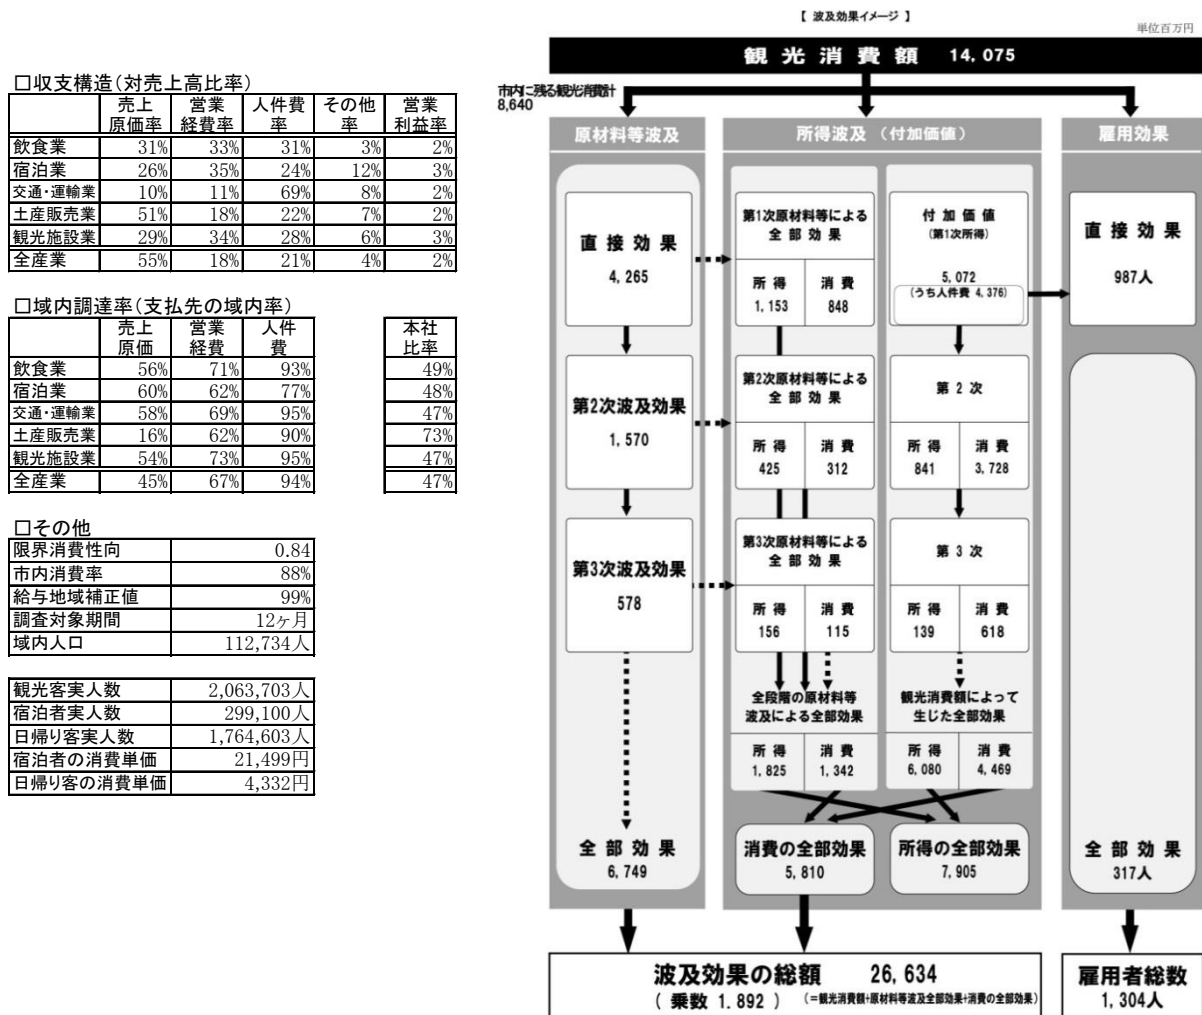 □収支構造(対売上高比率)
売上原価率 営業経費率 人件費率 その他率 営業利益率
飲食業 31% 33% 31% 3% 2%
宿泊業 26% 35% 24% 12% 3%
交通・運輸業 10% 11% 69% 8% 2%
土産販売業 51% 18% 22% 7% 2%
観光施設業 29% 34% 28% 6% 3%
全産業 55% 18% 21% 4% 2%
□域内調達率(支払先の域内率)
売上原価 営業経費 人件費 本社比率
飲食業 56% 71% 93% 49%
宿泊業 60% 62% 77% 48%
交通・運輸業 58% 69% 95% 47%
土産販売業 16% 62% 90% 73%
観光施設業 54% 73% 95% 47%
全産業 45% 67% 94% 47%
□その他
限界消費性向 0.84
市内消費率 88%
給与地域補正値 99%
調査対象期間 12ヶ月
域内人口 112,734人
観光客実人数 2,063,703人
宿泊者実人数 299,100人
日帰り客実人数 1,764,603人
宿泊者の消費単価 21,499円
日帰り客の消費単価 4,332円
【 波及効果イメージ 】
単位百万円
観光消費額 14,075
市内に残る観光消費計
8,640
原材料等波及
直接効果
4,265
第2次波及効果
1,570
第3次波及効果
578
全部効果
6,749
所得波及 (付加価値)
第1次原材料等による
全部効果
所得 消費
1,153 848
第2次原材料等による
全部効果
所得 消費
425 312
第3次原材料等による
全部効果
所得 消費
156 115
全段階の原材料等
波及による全部効果
所得 消費
1,825 1,342
付加価値
(第1次所得)
5,072
(うち人件費 4,376)
第2次
所得 消費
841 3,728
第3次
所得 消費
139 618
観光消費額によって
生じた全部効果
所得 消費
6,080 4,469
消費の全部効果
5,810
所得の全部効果
7,905
雇用効果
直接効果
987人
全部効果
317人
波及効果の総額 26,634
( 乗数 1.892 ) (=観光消費額+原材料等波及全部効果+消費の全部効果)
雇用者総数
1,304人